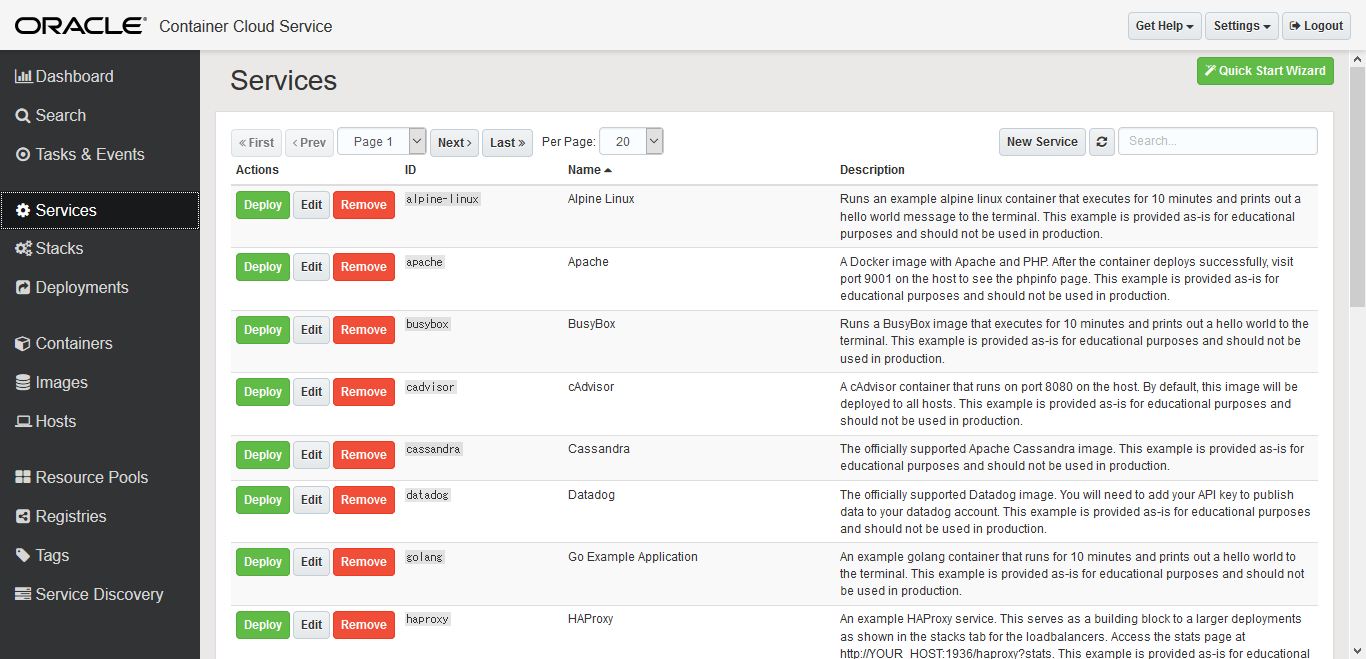 ORACLE® Container Cloud Service
Get Help
Settings
Logout
Dashboard
Search
Tasks & Events
Services
Stacks
Deployments
Containers
Images
Hosts
Resource Pools
Registries
Tags
Service Discovery
Services
Quick Start Wizard
« First
‹ Prev
Page 1
Next ›
Last »
Per Page:
20
New Service
Search...
Actions ID Name Description
Deploy Edit Remove alpine-linux Alpine Linux Runs an example alpine linux container that executes for 10 minutes and prints out a
hello world message to the terminal. This example is provided as-is for educational
purposes and should not be used in production.
Deploy Edit Remove apache Apache A Docker image with Apache and PHP. After the container deploys successfully, visit
port 9001 on the host to see the phpinfo page. This example is provided as-is for
educational purposes and should not be used in production.
Deploy Edit Remove busybox BusyBox Runs a BusyBox image that executes for 10 minutes and prints out a hello world to the
terminal. This example is provided as-is for educational purposes and should not be
used in production.
Deploy Edit Remove cadvisor cAdvisor A cAdvisor container that runs on port 8080 on the host. By default, this image will be
deployed to all hosts. This example is provided as-is for educational purposes and
should not be used in production.
Deploy Edit Remove cassandra Cassandra The officially supported Apache Cassandra image. This example is provided as-is for
educational purposes and should not be used in production.
Deploy Edit Remove datadog Datadog The officially supported Datadog image. You will need to add your API key to publish
data to your datadog account. This example is provided as-is for educational purposes
and should not be used in production.
Deploy Edit Remove golang Go Example Application An example golang container that runs for 10 minutes and prints out a hello world to
the terminal. This example is provided as-is for educational purposes and should not
be used in production.
Deploy Edit Remove haproxy HAProxy An example HAProxy service. This serves as a building block to a larger deployments
as shown in the stacks tab for the loadbalancers. Access the stats page at
http://YOUR_HOST:1936/haproxy?stats. This example is provided as-is for educational